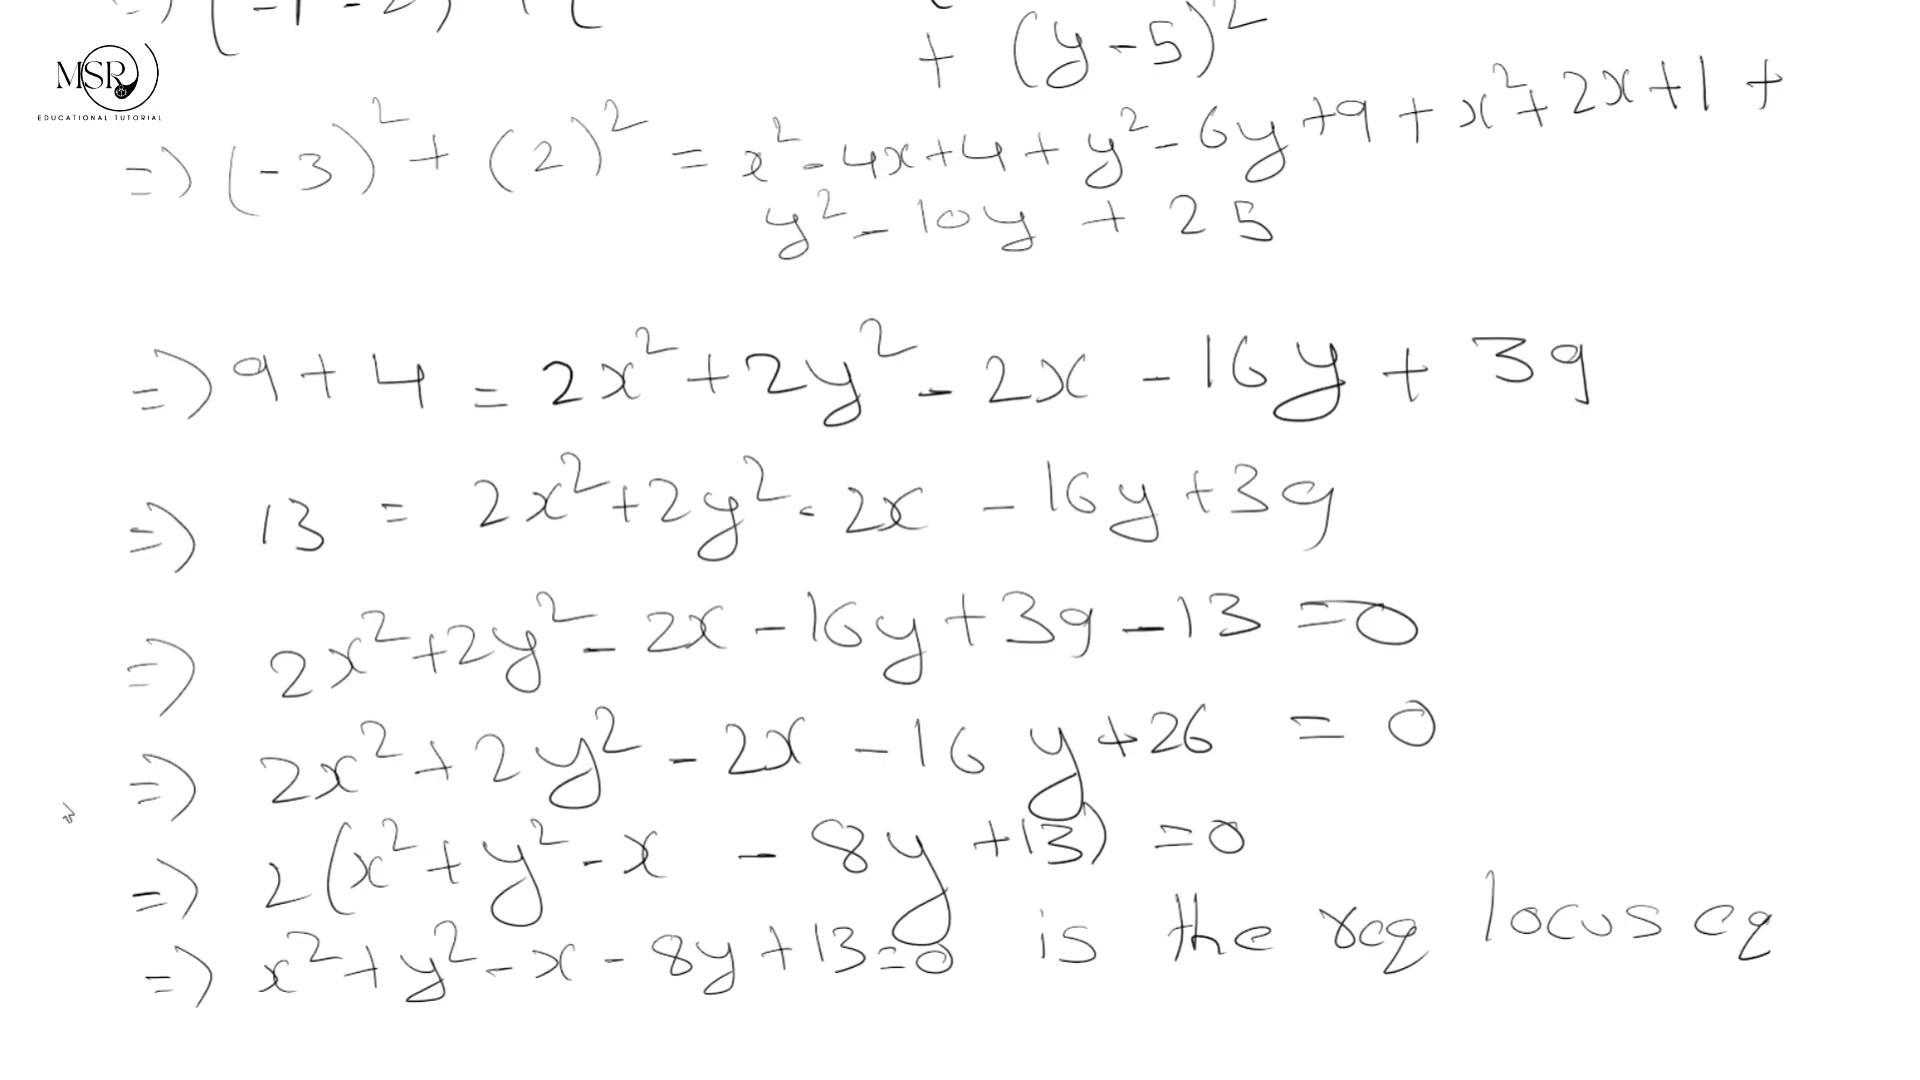 + (y-5)²
MSR
EDUCATIONAL TUTORIAL
=> (-3)² + (2)² = x² - 4x + 4 + y² - 6y + 9 + x² + 2x + 1 +
y² - 10y + 25
=> 9 + 4 = 2x² + 2y² - 2x - 16y + 39
=> 13 = 2x² + 2y² - 2x - 16y + 39
=> 2x² + 2y² - 2x - 16y + 39 - 13 = 0
=> 2x² + 2y² - 2x - 16y + 26 = 0
=> 2(x² + y² - x - 8y + 13) = 0
=> x² + y² - x - 8y + 13 = 0 is the req locus eq